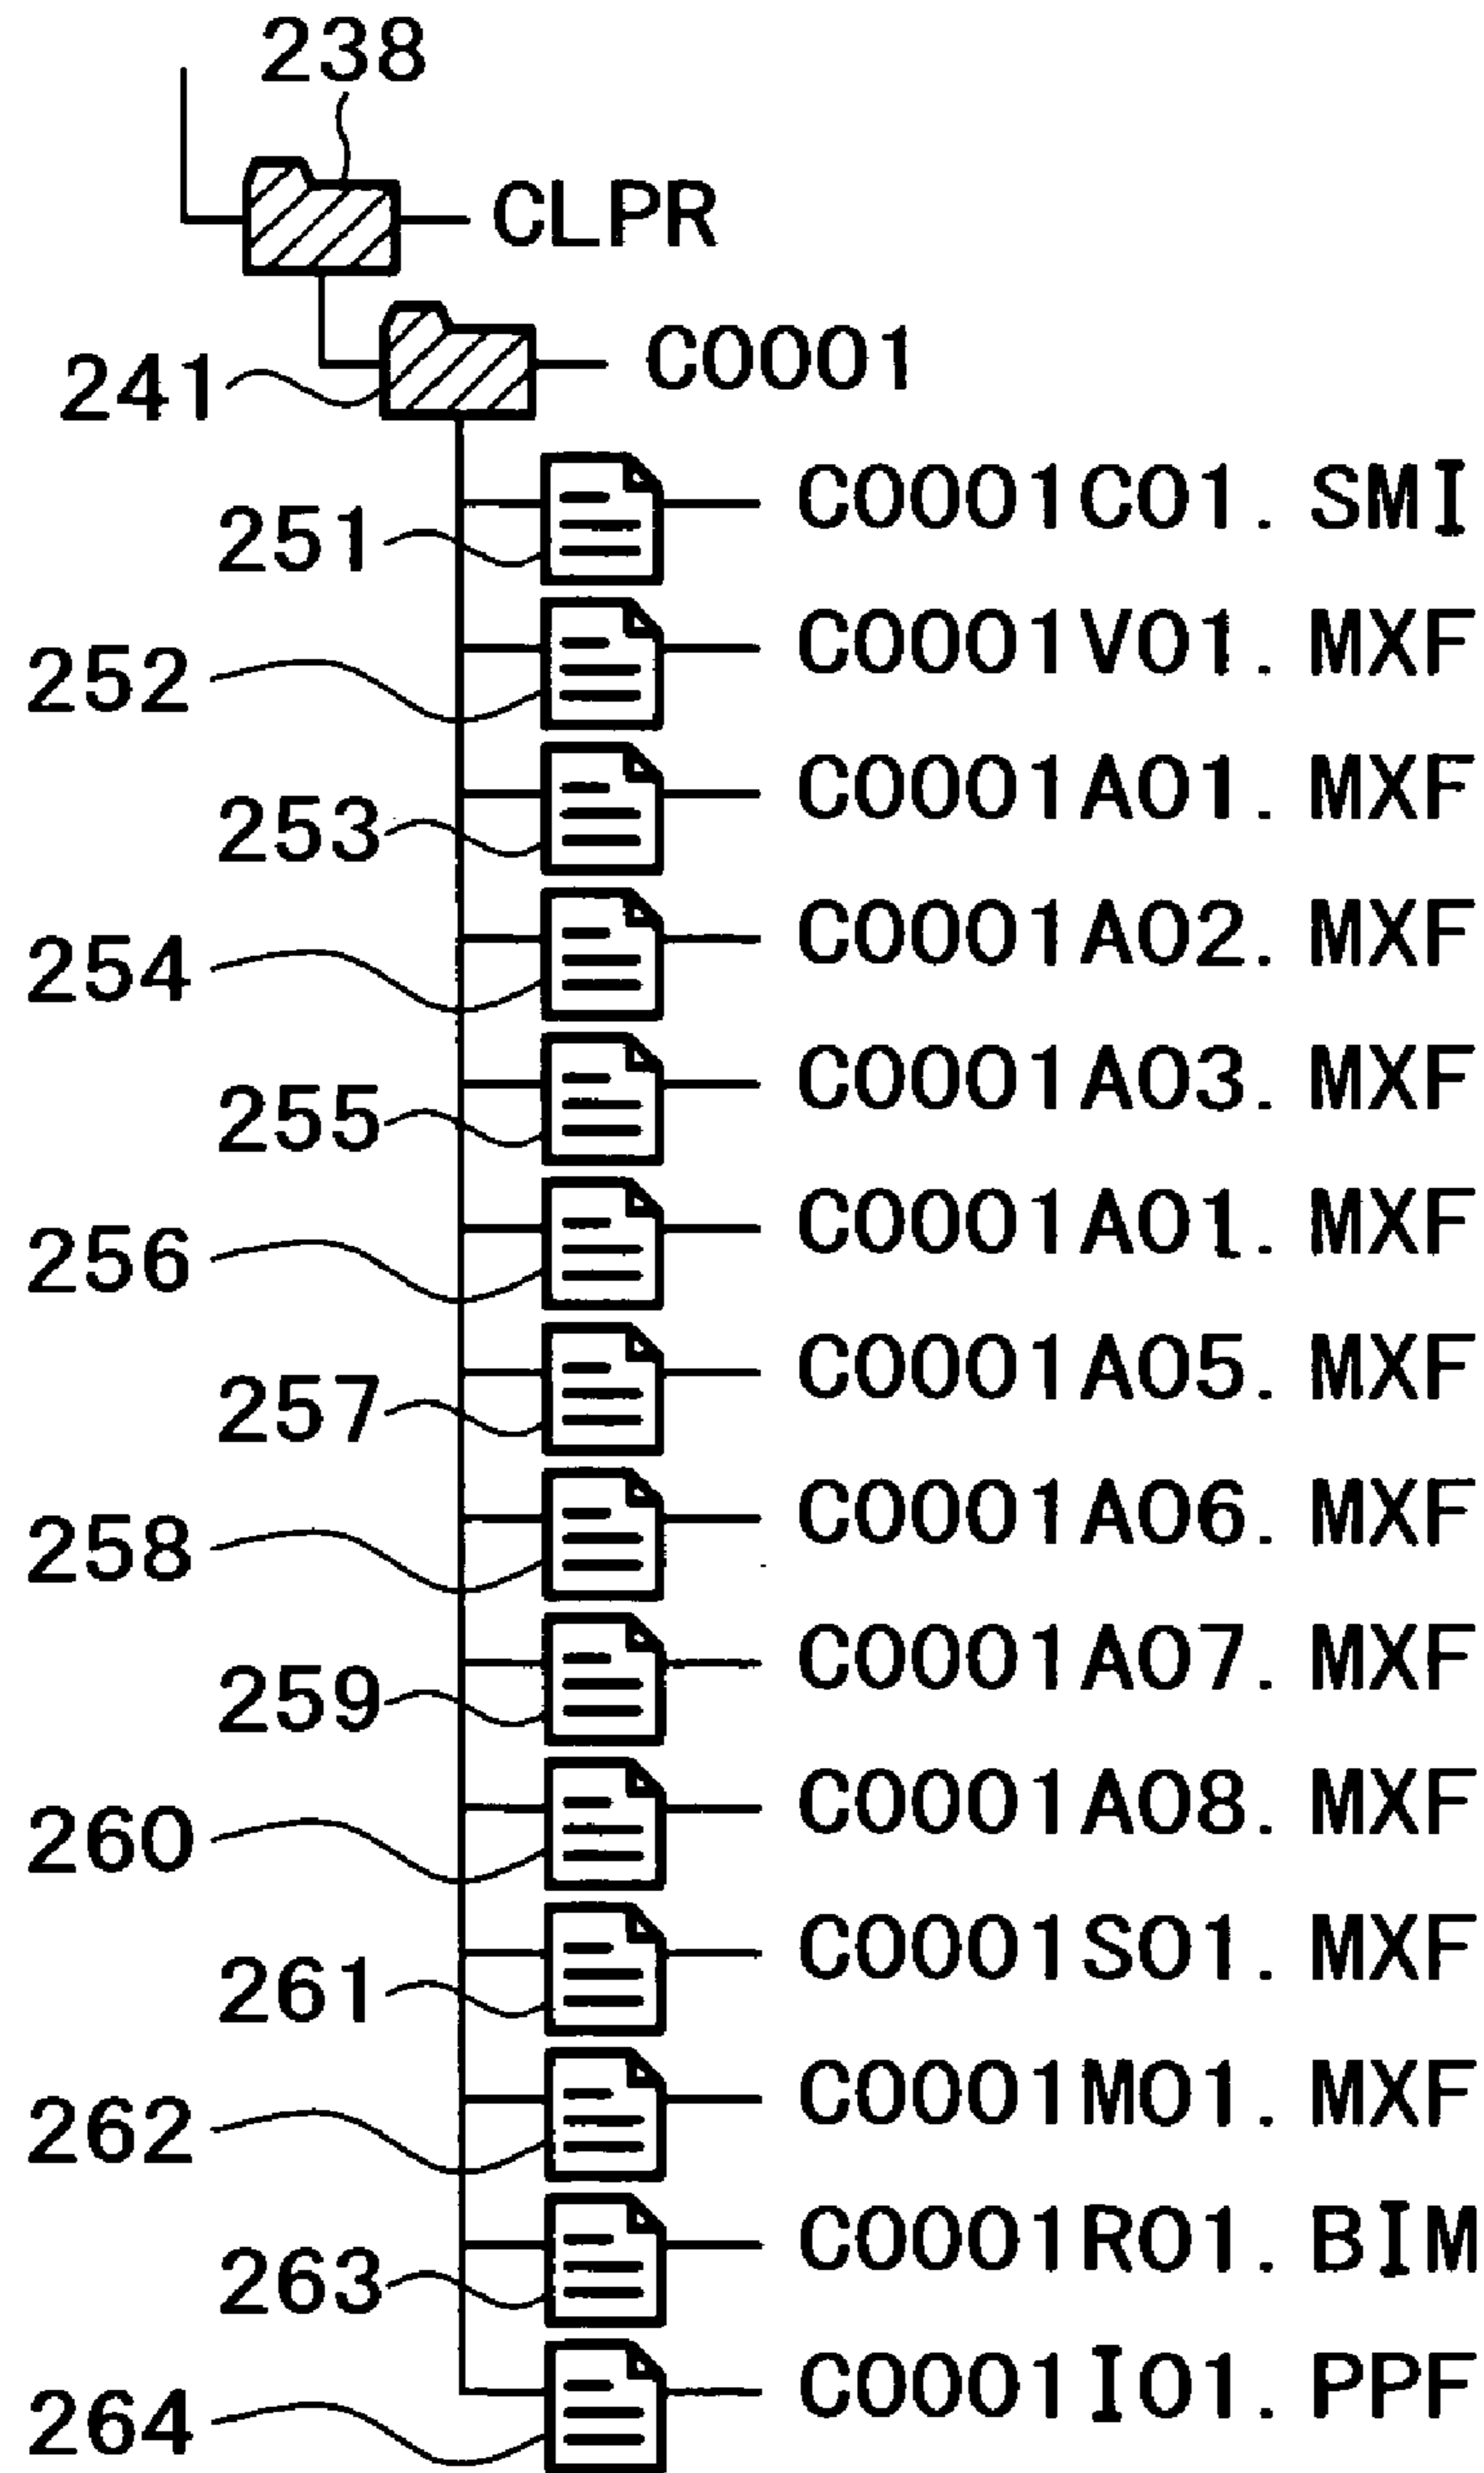 238
CLPR
241 C0001
251 C0001C01. SMI
252 C0001V01. MXF
253 C0001A01. MXF
254 C0001A02. MXF
255 C0001A03. MXF
256 C0001A01. MXF
257 C0001A05. MXF
258 C0001A06. MXF
259 C0001A07. MXF
260 C0001A08. MXF
261 C0001S01. MXF
262 C0001M01. MXF
263 C0001R01. BIM
264 C0001I01. PPF